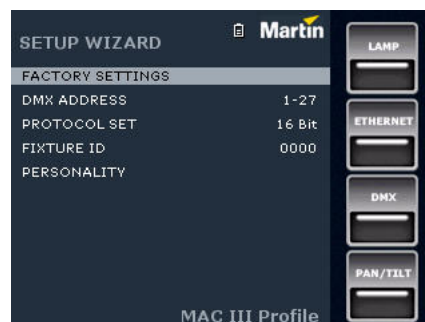 SETUP WIZARD
Martin
FACTORY SETTINGS
DMX ADDRESS 1-27
PROTOCOL SET 16 Bit
FIXTURE ID 0000
PERSONALITY
MAC III Profile
LAMP
ETHERNET
DMX
PAN/TILT